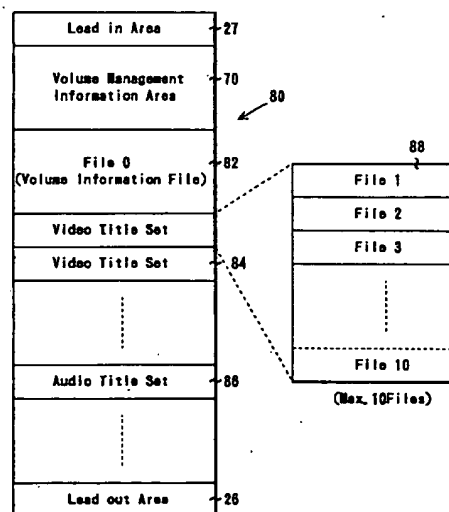 Lead in Area
27
Volume Management
Information Area
70
80
File 0
(Volume Information File)
82
88
Video Title Set
Video Title Set
84
File 1
File 2
File 3
File 10
(Max. 10Files)
Audio Title Set
86
Lead out Area
26